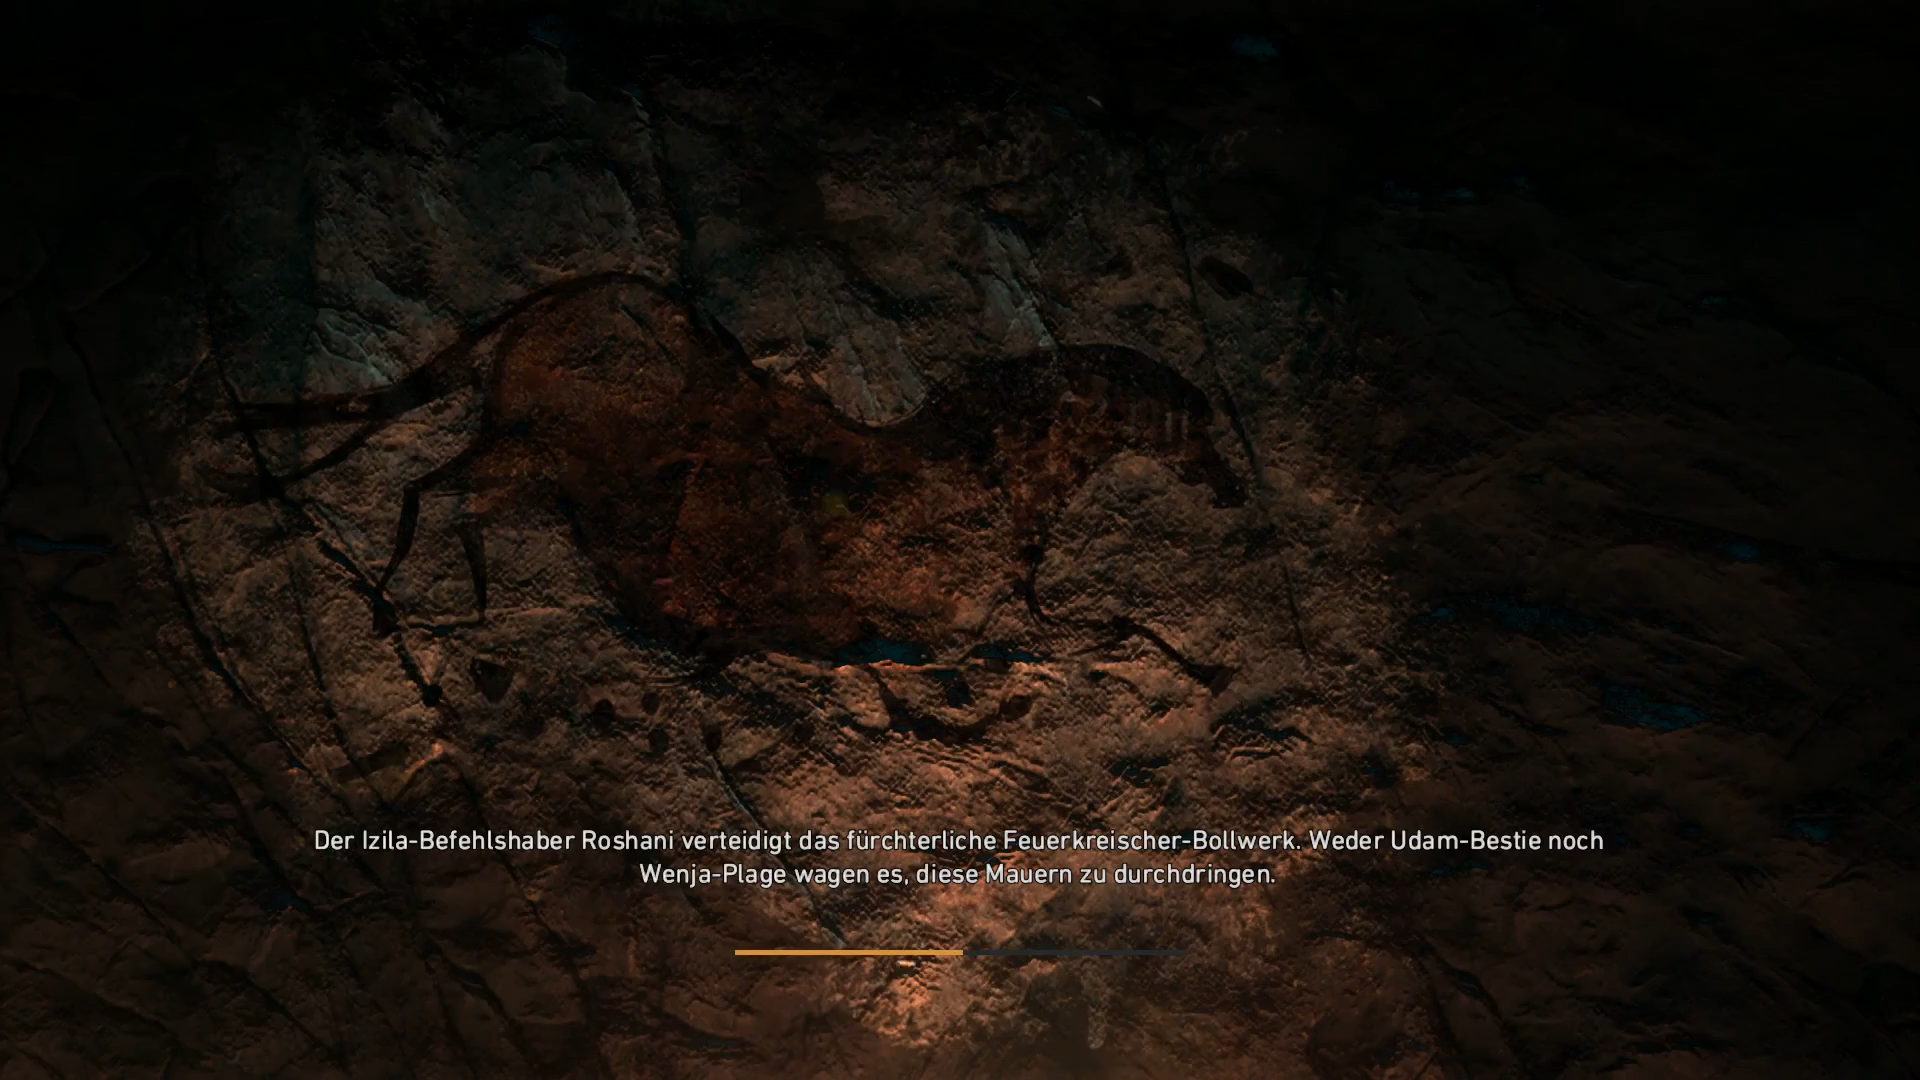 Der Izila-Befehlshaber Roshani verteidigt das fürchterliche Feuerkreischer-Bollwerk. Weder Udam-Bestie noch
Wenja-Plage wagen es, diese Mauern zu durchdringen.